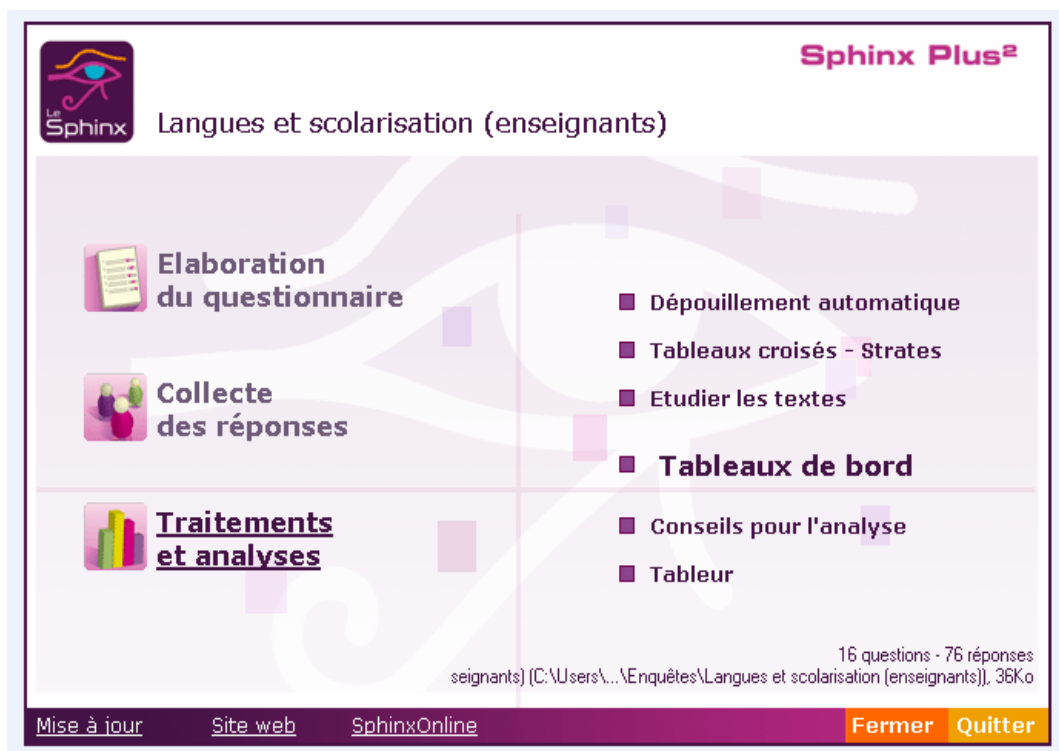 Sphinx Plus²
Le
Sphinx
Langues et scolarisation (enseignants)
Elaboration
du questionnaire
Collecte
des réponses
Traitements
et analyses
Dépouillement automatique
Tableaux croisés - Strates
Etudier les textes
Tableaux de bord
Conseils pour l'analyse
Tableur
16 questions - 76 réponses
seignants) (C:\Users\...\Enquêtes\Langues et scolarisation (enseignants)), 36Ko
Mise à jour Site web SphinxOnline Fermer Quitter